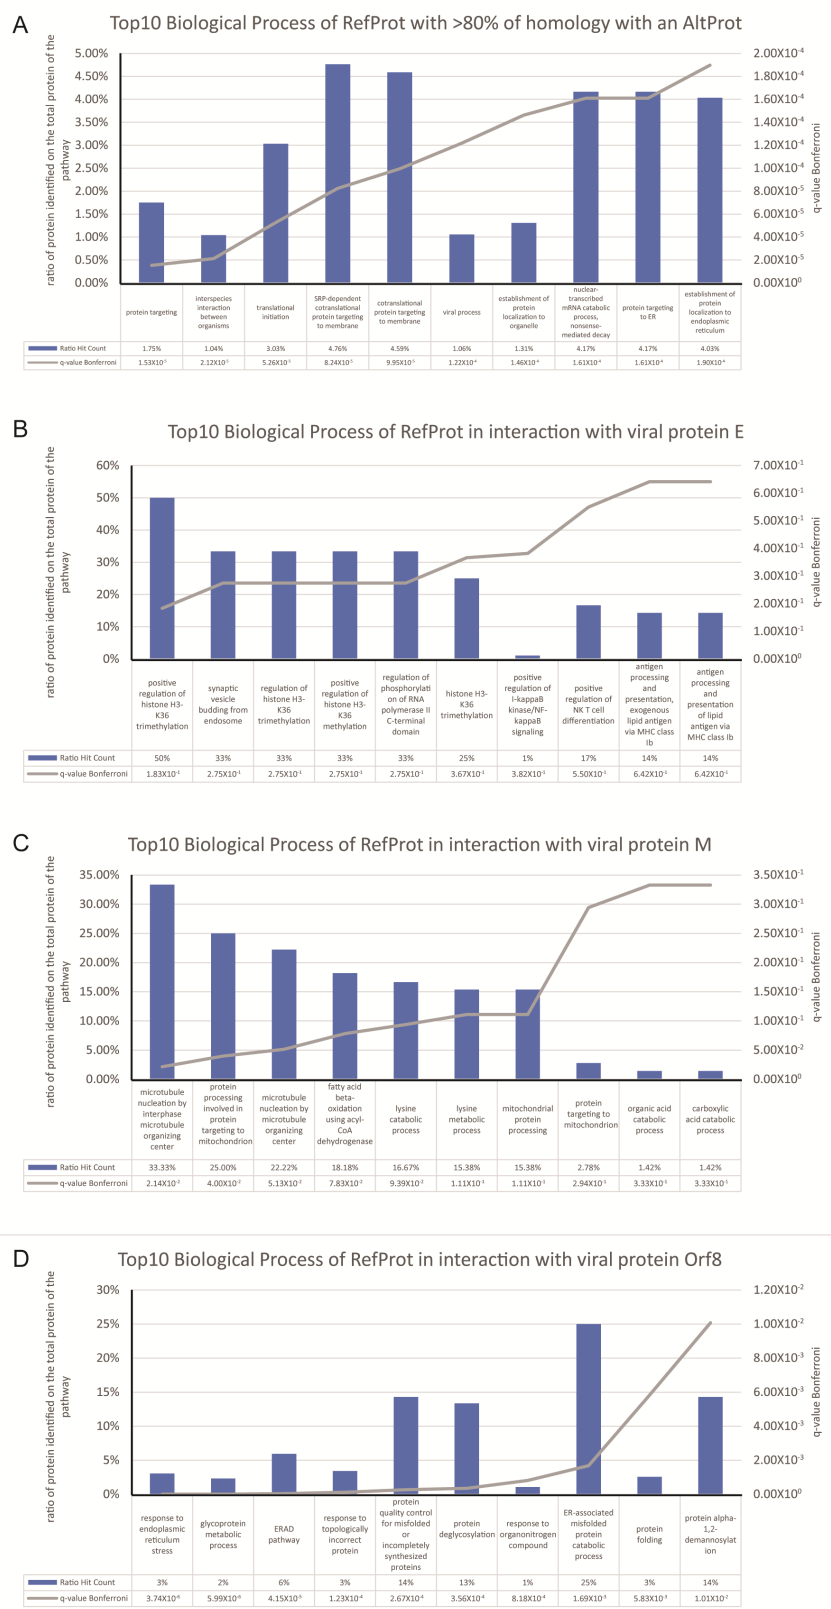 A
Top10 Biological Process of RefProt with >80% of homology with an AltProt
ratio of protein identified on the total protein of the
pathway
5.00%
4.50%
4.00%
3.50%
3.00%
2.50%
2.00%
1.50%
1.00%
0.50%
0.00%
2.00X10⁻⁴
1.80X10⁻⁴
1.60X10⁻⁴
1.40X10⁻⁴
1.20X10⁻⁴
1.00X10⁻⁴
8.00X10⁻⁵
6.00X10⁻⁵
4.00X10⁻⁵
2.00X10⁻⁵
0.00X10⁰
q-value Bonferroni
protein targeting
interspecies
interaction
between
organisms
translational
initiation
SRP-dependent
cotranslational
protein targeting
to membrane
cotranslational
protein targeting
to membrane
viral process
establishment of
protein
localization to
organelle
nuclear-
transcribed
mRNA catabolic
process,
nonsense-
mediated decay
protein targeting
to ER
establishment of
protein
localization to
endoplasmic
reticulum
Ratio Hit Count 1.75% 1.04% 3.03% 4.76% 4.59% 1.06% 1.31% 4.17% 4.17% 4.03%
q-value Bonferroni 1.53X10⁻⁵ 2.12X10⁻⁵ 5.26X10⁻⁵ 8.24X10⁻⁵ 9.95X10⁻⁵ 1.22X10⁻⁴ 1.46X10⁻⁴ 1.61X10⁻⁴ 1.61X10⁻⁴ 1.90X10⁻⁴
B
Top10 Biological Process of RefProt in interaction with viral protein E
ratio of protein identified on the total protein of the
pathway
60%
50%
40%
30%
20%
10%
0%
7.00X10⁻¹
6.00X10⁻¹
5.00X10⁻¹
4.00X10⁻¹
3.00X10⁻¹
2.00X10⁻¹
1.00X10⁻¹
0.00X10⁰
q-value Bonferroni
positive
regulation of
histone H3-
K36
trimethylation
synaptic
vesicle
budding from
endosome
regulation of
histone H3-
K36
trimethylation
positive
regulation of
histone H3-
K36
methylation
regulation of
phosphorylati
on of RNA
polymerase II
C-terminal
domain
histone H3-
K36
trimethylation
positive
regulation of
I-kappaB
kinase/NF-
kappaB
signaling
positive
regulation of
NK T cell
differentiation
antigen
processing
and
presentation,
exogenous
lipid antigen
via MHC class
Ib
antigen
processing
and
presentation
of lipid
antigen via
MHC class Ib
Ratio Hit Count 50% 33% 33% 33% 33% 25% 1% 17% 14% 14%
q-value Bonferroni 1.83X10⁻¹ 2.75X10⁻¹ 2.75X10⁻¹ 2.75X10⁻¹ 2.75X10⁻¹ 3.67X10⁻¹ 3.82X10⁻¹ 5.50X10⁻¹ 6.42X10⁻¹ 6.42X10⁻¹
C
Top10 Biological Process of RefProt in interaction with viral protein M
ratio of protein identified on the total protein of the
pathway
35.00%
30.00%
25.00%
20.00%
15.00%
10.00%
5.00%
0.00%
3.50X10⁻¹
3.00X10⁻¹
2.50X10⁻¹
2.00X10⁻¹
1.50X10⁻¹
1.00X10⁻¹
5.00X10⁻²
0.00X10⁰
q-value Bonferroni
microtubule
nucleation by
interphase
microtubule
organizing
center
protein
processing
involved in
protein
targeting to
mitochondrion
microtubule
nucleation by
microtubule
organizing
center
fatty acid
beta-
oxidation
using acyl-
CoA
dehydrogenase
lysine
catabolic
process
lysine
metabolic
process
mitochondrial
protein
processing
protein
targeting to
mitochondrion
organic acid
catabolic
process
carboxylic
acid catabolic
process
Ratio Hit Count 33.33% 25.00% 22.22% 18.18% 16.67% 15.38% 15.38% 2.78% 1.42% 1.42%
q-value Bonferroni 2.14X10⁻² 4.00X10⁻² 5.13X10⁻² 7.83X10⁻² 9.39X10⁻² 1.11X10⁻¹ 1.11X10⁻¹ 2.94X10⁻¹ 3.33X10⁻¹ 3.33X10⁻¹
D
Top10 Biological Process of RefProt in interaction with viral protein Orf8
ratio of protein identified on the total protein of the
pathway
30%
25%
20%
15%
10%
5%
0%
1.20X10⁻²
1.00X10⁻²
8.00X10⁻³
6.00X10⁻³
4.00X10⁻³
2.00X10⁻³
0.00X10⁰
q-value Bonferroni
response to
endoplasmic
reticulum
stress
glycoprotein
metabolic
process
ERAD
pathway
response to
topologically
incorrect
protein
protein
quality control
for misfolded
or
incompletely
synthesized
proteins
protein
deglycosylation
response to
organonitrogen
compound
ER-associated
misfolded
protein
catabolic
process
protein
folding
protein alpha-
1,2-
demannosylat
ion
Ratio Hit Count 3% 2% 6% 3% 14% 13% 1% 25% 3% 14%
q-value Bonferroni 3.74X10⁻⁶ 5.99X10⁻⁶ 4.15X10⁻⁵ 1.23X10⁻⁴ 2.67X10⁻⁴ 3.56X10⁻⁴ 8.18X10⁻⁴ 1.69X10⁻³ 5.83X10⁻³ 1.01X10⁻²